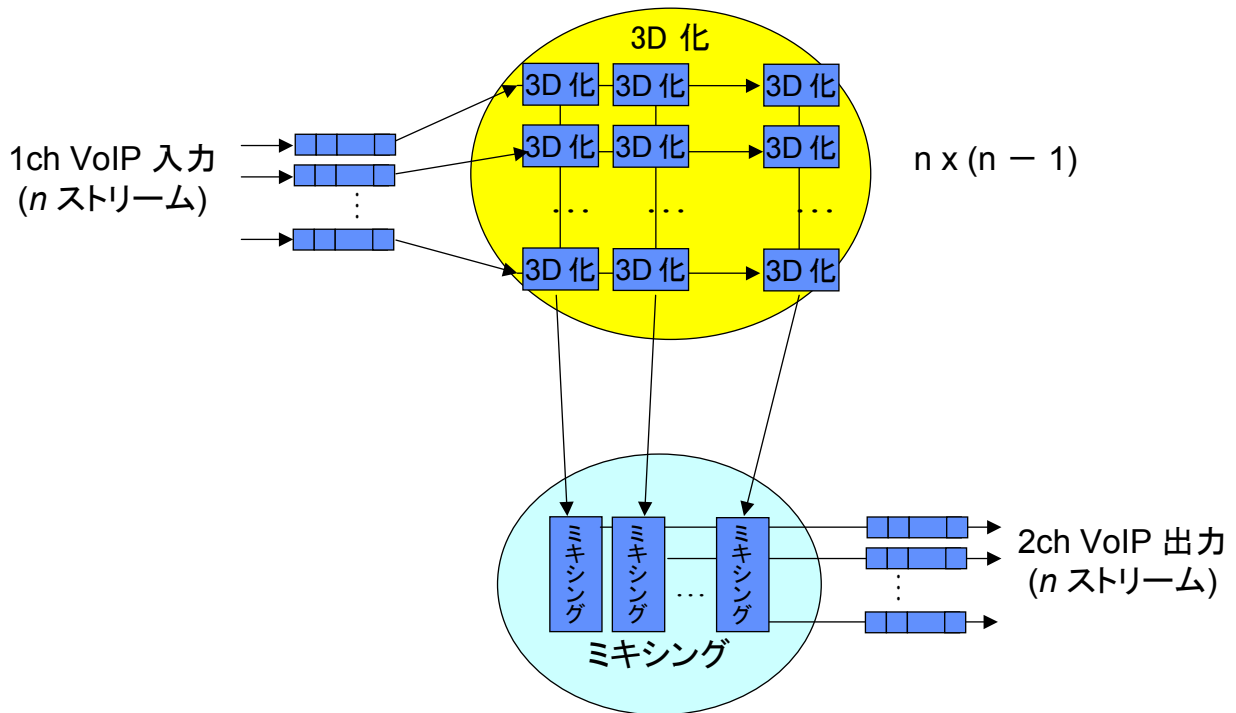 3D 化
3D 化 3D 化 3D 化
1ch VoIP 入力
(n ストリーム)
3D 化 3D 化 3D 化
n x (n － 1)
⋮
... ... ...
3D 化 3D 化 3D 化
ミキシング ミキシング ... ミキシング
2ch VoIP 出力
(n ストリーム)
⋮
ミキシング